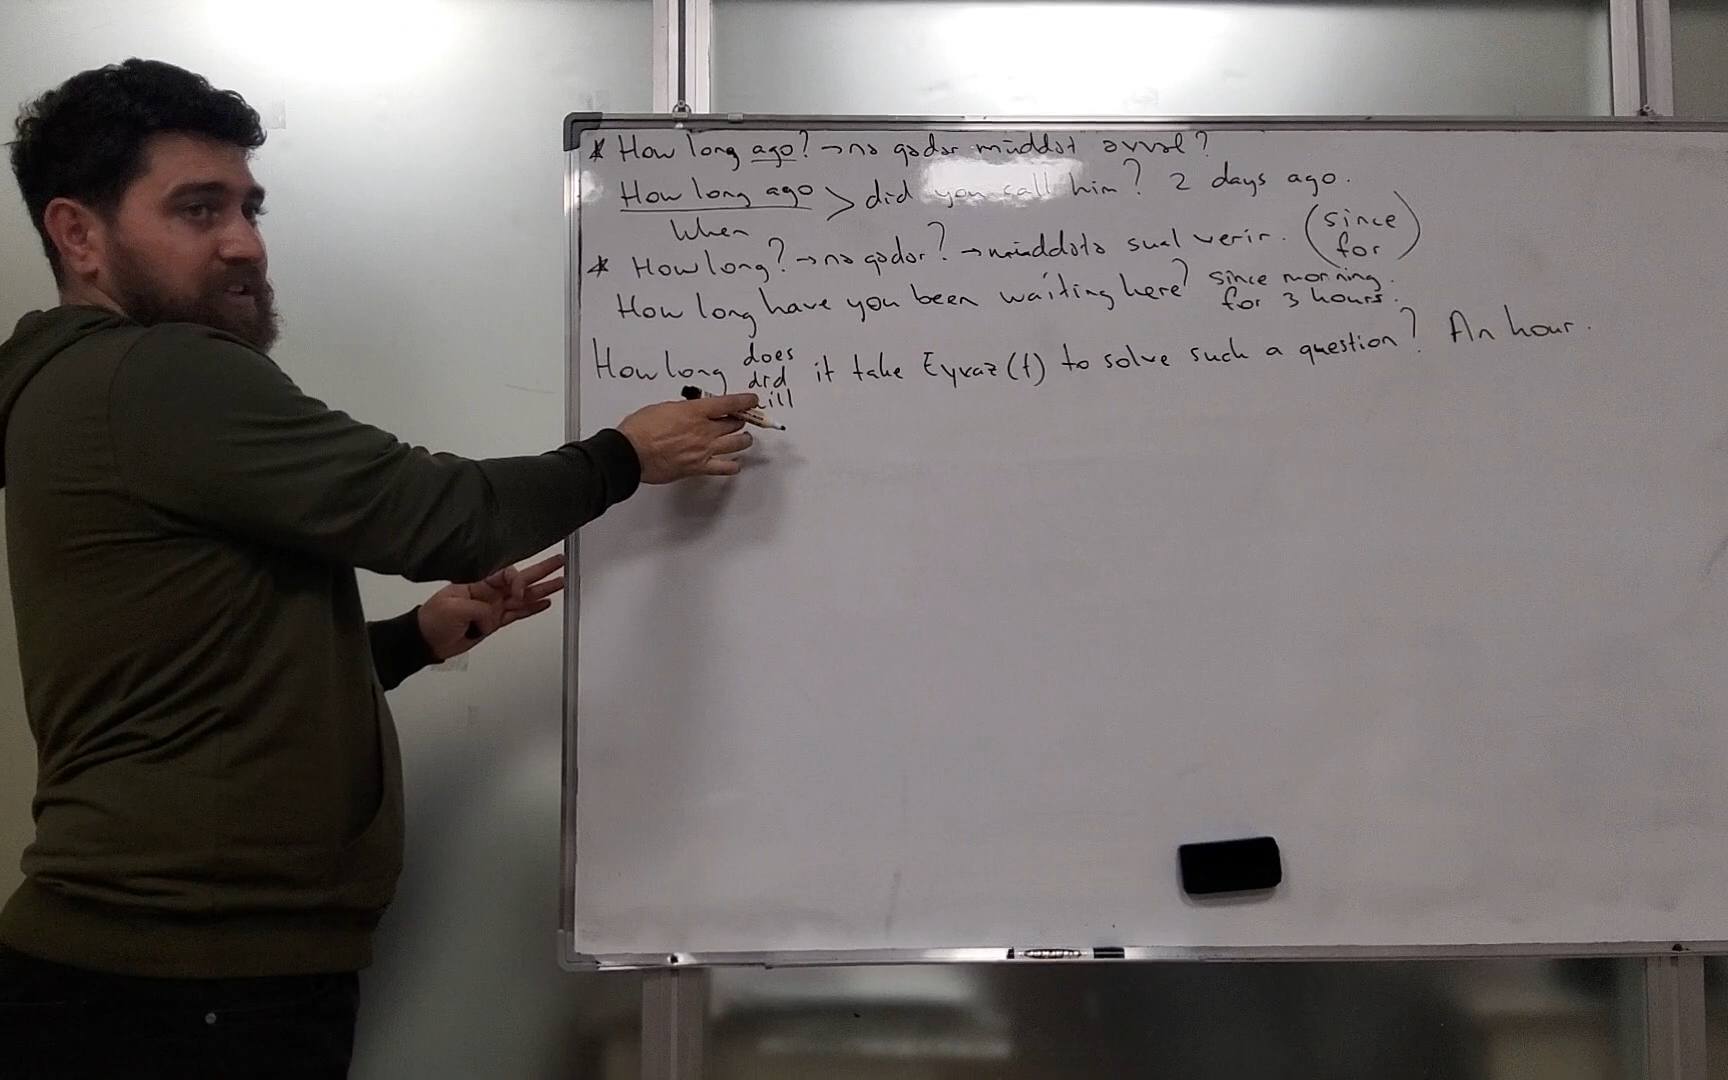 * How long ago? → nə qədər müddət əvvəl?
How long ago > did you call him? 2 days ago.
When
* How long? → nə qədər? → müddətə sual verir. (since
for)
How long have you been waiting here? since morning.
for 3 hours.
How long does it take Eyvaz (t) to solve such a question? An hour.
did
will